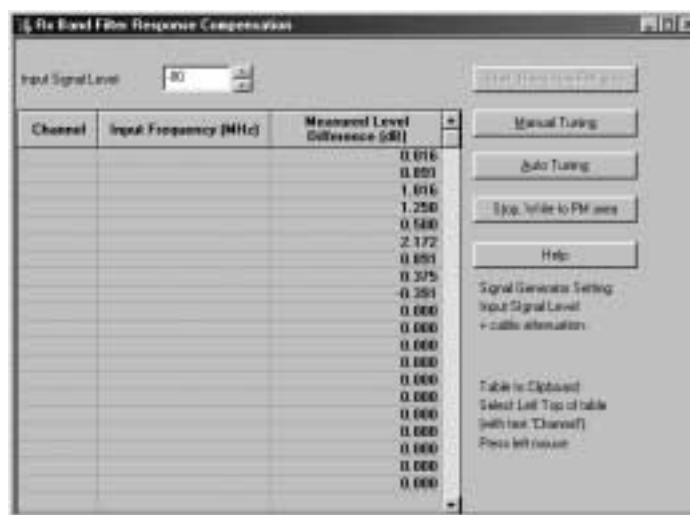 Rx Band Filter Response Compensation
Input Signal Level -80
Channel Input Frequency (MHz) Measured Level Difference (dB)
0.016
0.891
1.016
1.250
0.500
2.172
0.891
0.375
-0.391
0.000
0.000
0.000
0.000
0.000
0.000
0.000
0.000
0.000
0.000
0.000
Manual Tuning
Auto Tuning
Stop, Write to PM area
Help
Signal Generator Setting:
Input Signal Level
+ cable attenuation
Table to Clipboard:
Select Left Top of table
(with text 'Channel')
Press left mouse